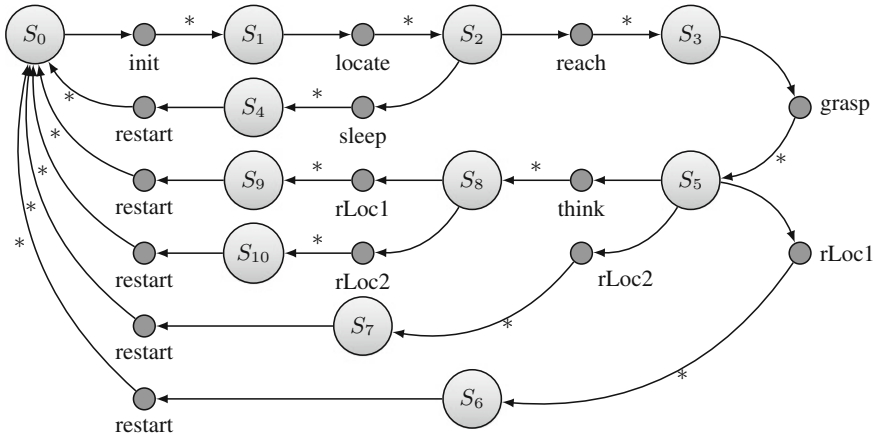 S₀ * S₁ * S₂ * S₃
init locate reach
* S₄ * grasp
restart sleep
* S₉ * S₈ * S₅ *
restart rLoc1 think
* S₁₀ * rLoc1
restart rLoc2 rLoc2
* S₇ *
restart
* S₆ *
restart